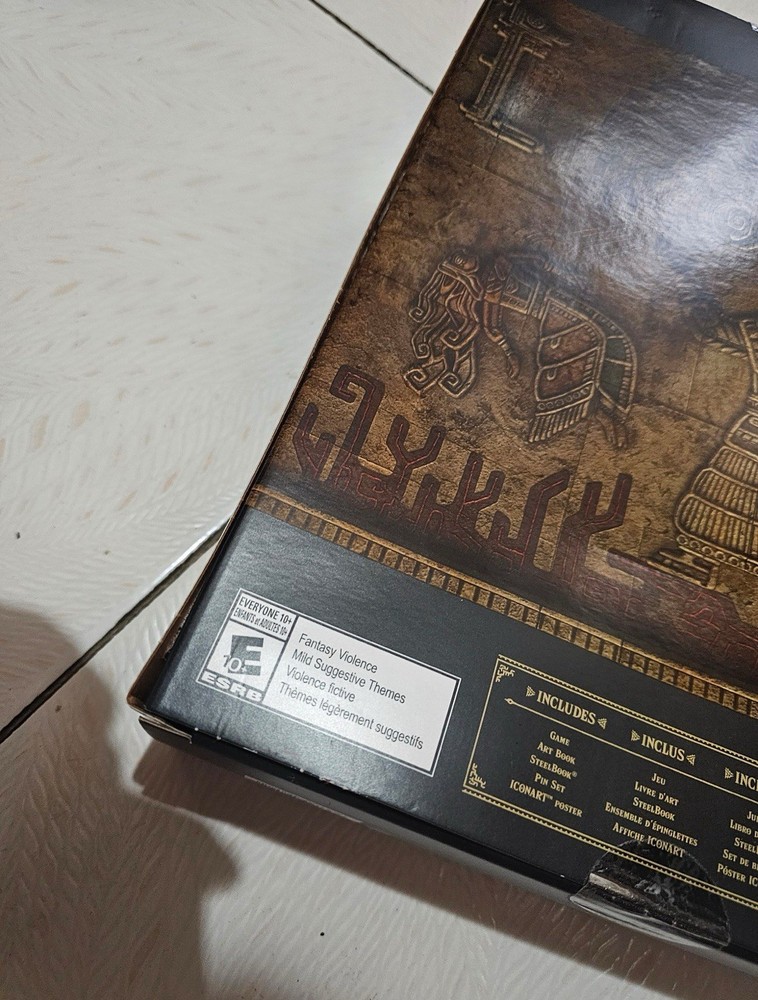 EVERYONE 10+
ENFANTS et ADULTES 10+
E
10+
ESRB
Fantasy Violence
Mild Suggestive Themes
Violence fictive
Thèmes légèrement suggestifs
INCLUDES
GAME
ART BOOK
STEELBOOK®
PIN SET
ICONART™ POSTER
INCLUS
JEU
LIVRE D'ART
STEELBOOK
ENSEMBLE D'ÉPINGLETTES
AFFICHE ICONART